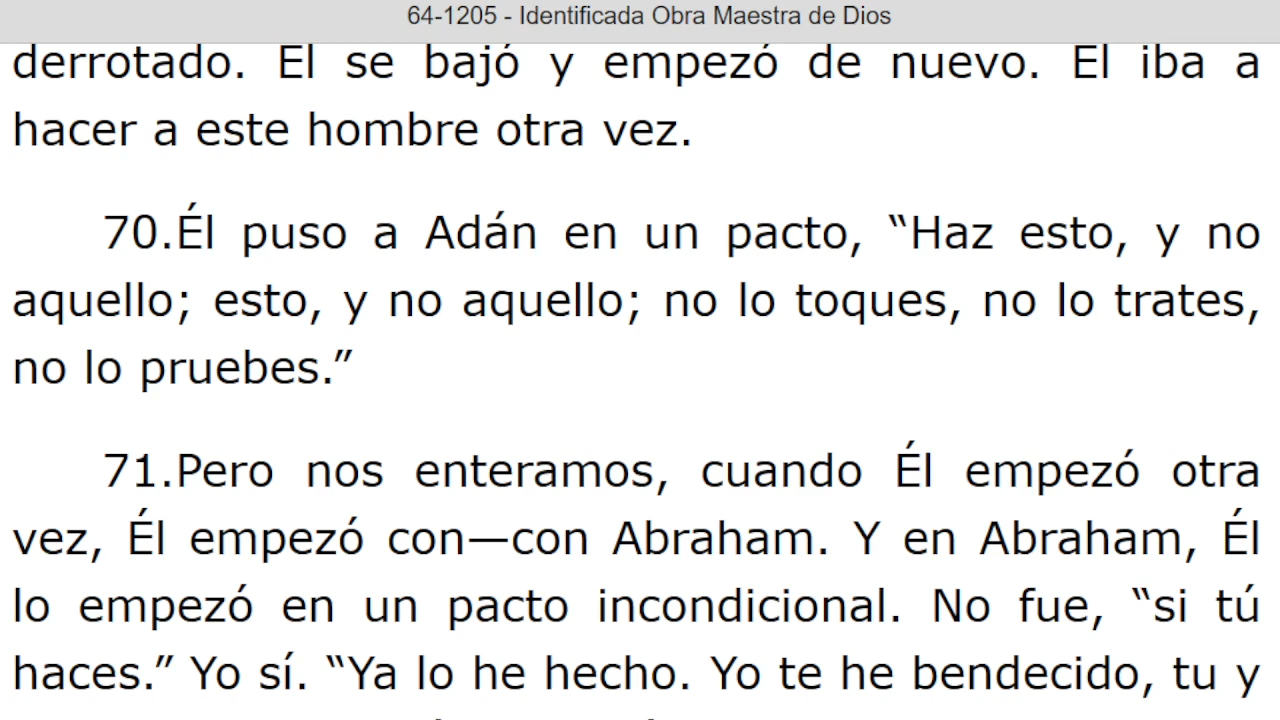 64-1205 - Identificada Obra Maestra de Dios
derrotado. Él se bajó y empezó de nuevo. Él iba a
hacer a este hombre otra vez.
70.Él puso a Adán en un pacto, “Haz esto, y no
aquello; esto, y no aquello; no lo toques, no lo trates,
no lo pruebes.”
71.Pero nos enteramos, cuando Él empezó otra
vez, Él empezó con—con Abraham. Y en Abraham, Él
lo empezó en un pacto incondicional. No fue, “si tú
haces.” Yo sí. “Ya lo he hecho. Yo te he bendecido, tu y